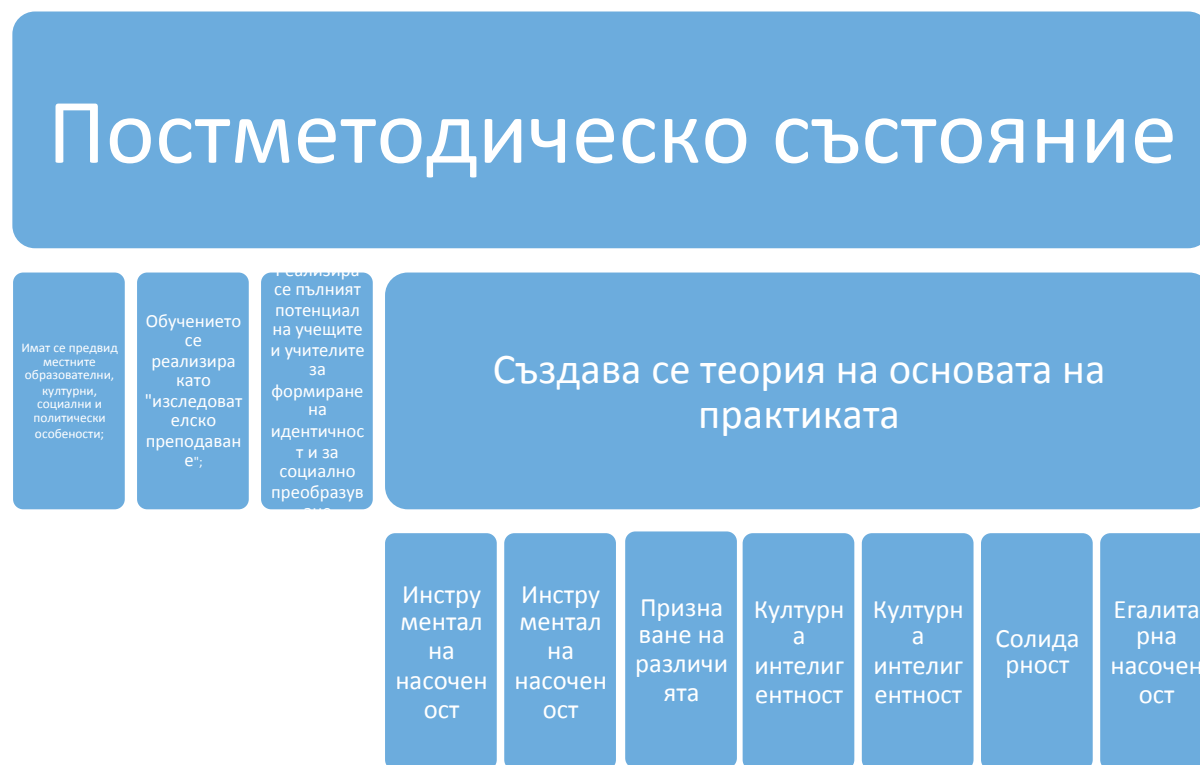 Постметодическо състояние
Имат се предвид
местните
образователни,
културни,
социални и
политически
особености;
Обучението
се
реализира
като
"изследоват
елско
преподаван
е";
Реализира
се пълният
потенциал
на учещите
и учителите
за
формиране
на
идентичнос
т и за
социално
преобразув
Създава се теория на основата на
практиката
Инстру
ментал
на
насочен
ост
Инстру
ментал
на
насочен
ост
Призна
ване на
различи
ята
Културн
а
интелиг
ентност
Културн
а
интелиг
ентност
Солида
рност
Егалита
рна
насочен
ост